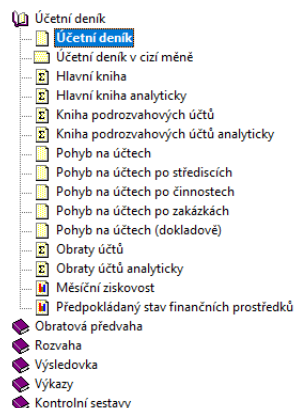 Účetní deník
Účetní deník
Účetní deník v cizí měně
Hlavní kniha
Hlavní kniha analyticky
Kniha podrozvahových účtů
Kniha podrozvahových účtů analyticky
Pohyb na účtech
Pohyb na účtech po střediscích
Pohyb na účtech po činnostech
Pohyb na účtech po zakázkách
Pohyb na účtech (dokladově)
Obraty účtů
Obraty účtů analyticky
Měsíční ziskovost
Předpokládaný stav finančních prostředků
Obratová předvaha
Rozvaha
Výsledovka
Výkazy
Kontrolní sestavy